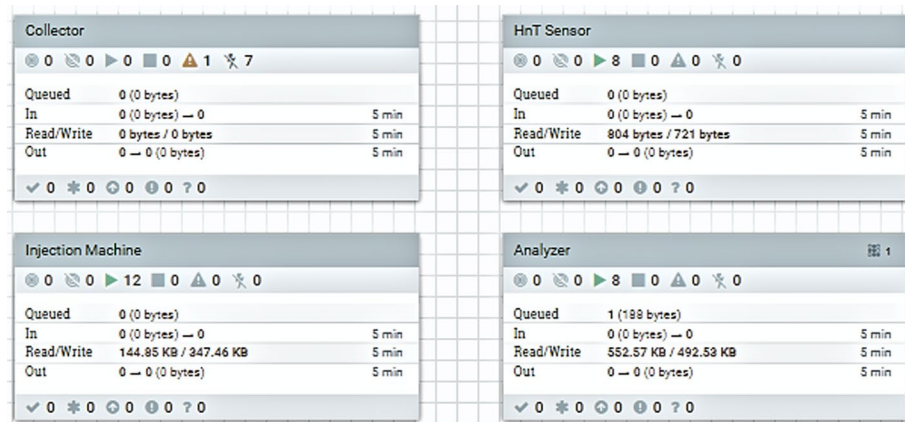 Collector
0 0 0 0 1 7
Queued 0 (0 bytes)
In 0 (0 bytes) → 0 5 min
Read/Write 0 bytes / 0 bytes 5 min
Out 0 → 0 (0 bytes) 5 min
0 0 0 0 ? 0
HnT Sensor
0 0 8 0 0 0
Queued 0 (0 bytes)
In 0 (0 bytes) → 0 5 min
Read/Write 804 bytes / 721 bytes 5 min
Out 0 → 0 (0 bytes) 5 min
0 0 0 0 ? 0
Injection Machine
0 0 12 0 0 0
Queued 0 (0 bytes)
In 0 (0 bytes) → 0 5 min
Read/Write 144.85 KB / 347.46 KB 5 min
Out 0 → 0 (0 bytes) 5 min
0 0 0 0 ? 0
Analyzer 1
0 0 8 0 0 0
Queued 1 (188 bytes)
In 0 (0 bytes) → 0 5 min
Read/Write 552.57 KB / 492.53 KB 5 min
Out 0 → 0 (0 bytes) 5 min
0 0 0 0 ? 0